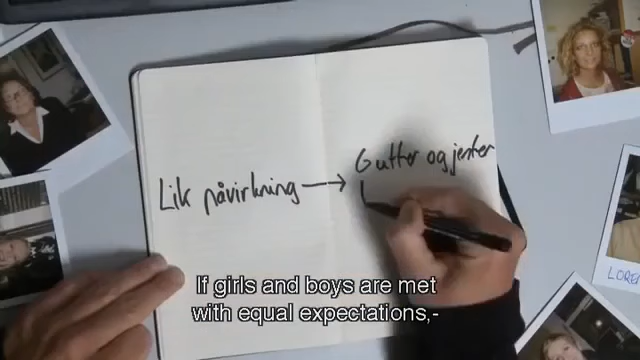 Gutter og jenter
Lik påvirkning →
If girls and boys are met
with equal expectations,-